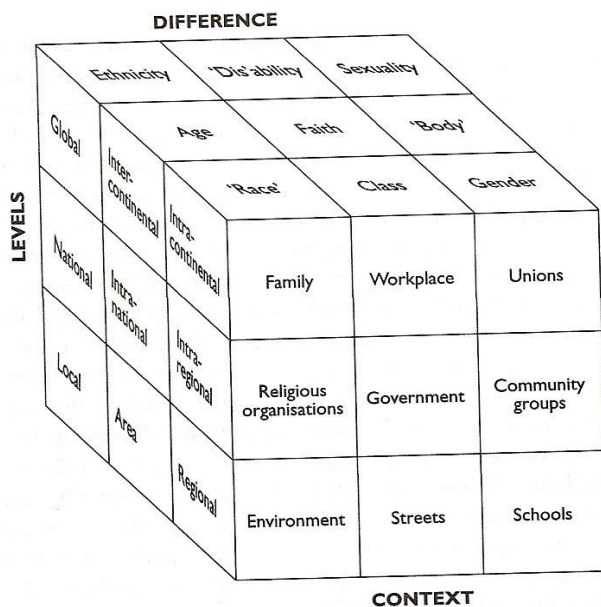 DIFFERENCE
Ethnicity
'Dis'ability
Sexuality
Age
Faith
'Body'
'Race'
Class
Gender
LEVELS
Global
Inter-
continental
Intra-
continental
National
Intra-
national
Intra-
regional
Local
Area
Regional
Family
Workplace
Unions
Religious
organisations
Government
Community
groups
Environment
Streets
Schools
CONTEXT